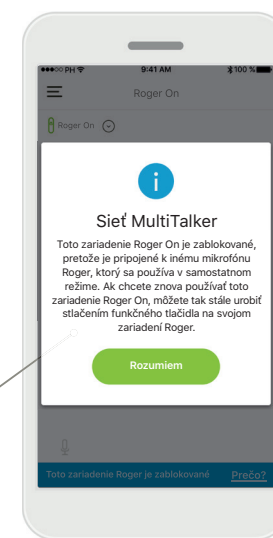 ●●●○○ PH 9:41 AM 100 %
Roger On
Roger On
i
Sieť MultiTalker
Toto zariadenie Roger On je zablokované,
pretože je pripojené k inému mikrofónu
Roger, ktorý sa používa v samostatnom
režime. Ak chcete znova používať toto
zariadenie Roger On, môžete tak stále urobiť
stlačením funkčného tlačidla na svojom
zariadení Roger.
Rozumiem
Toto zariadenie Roger je zablokované Prečo?